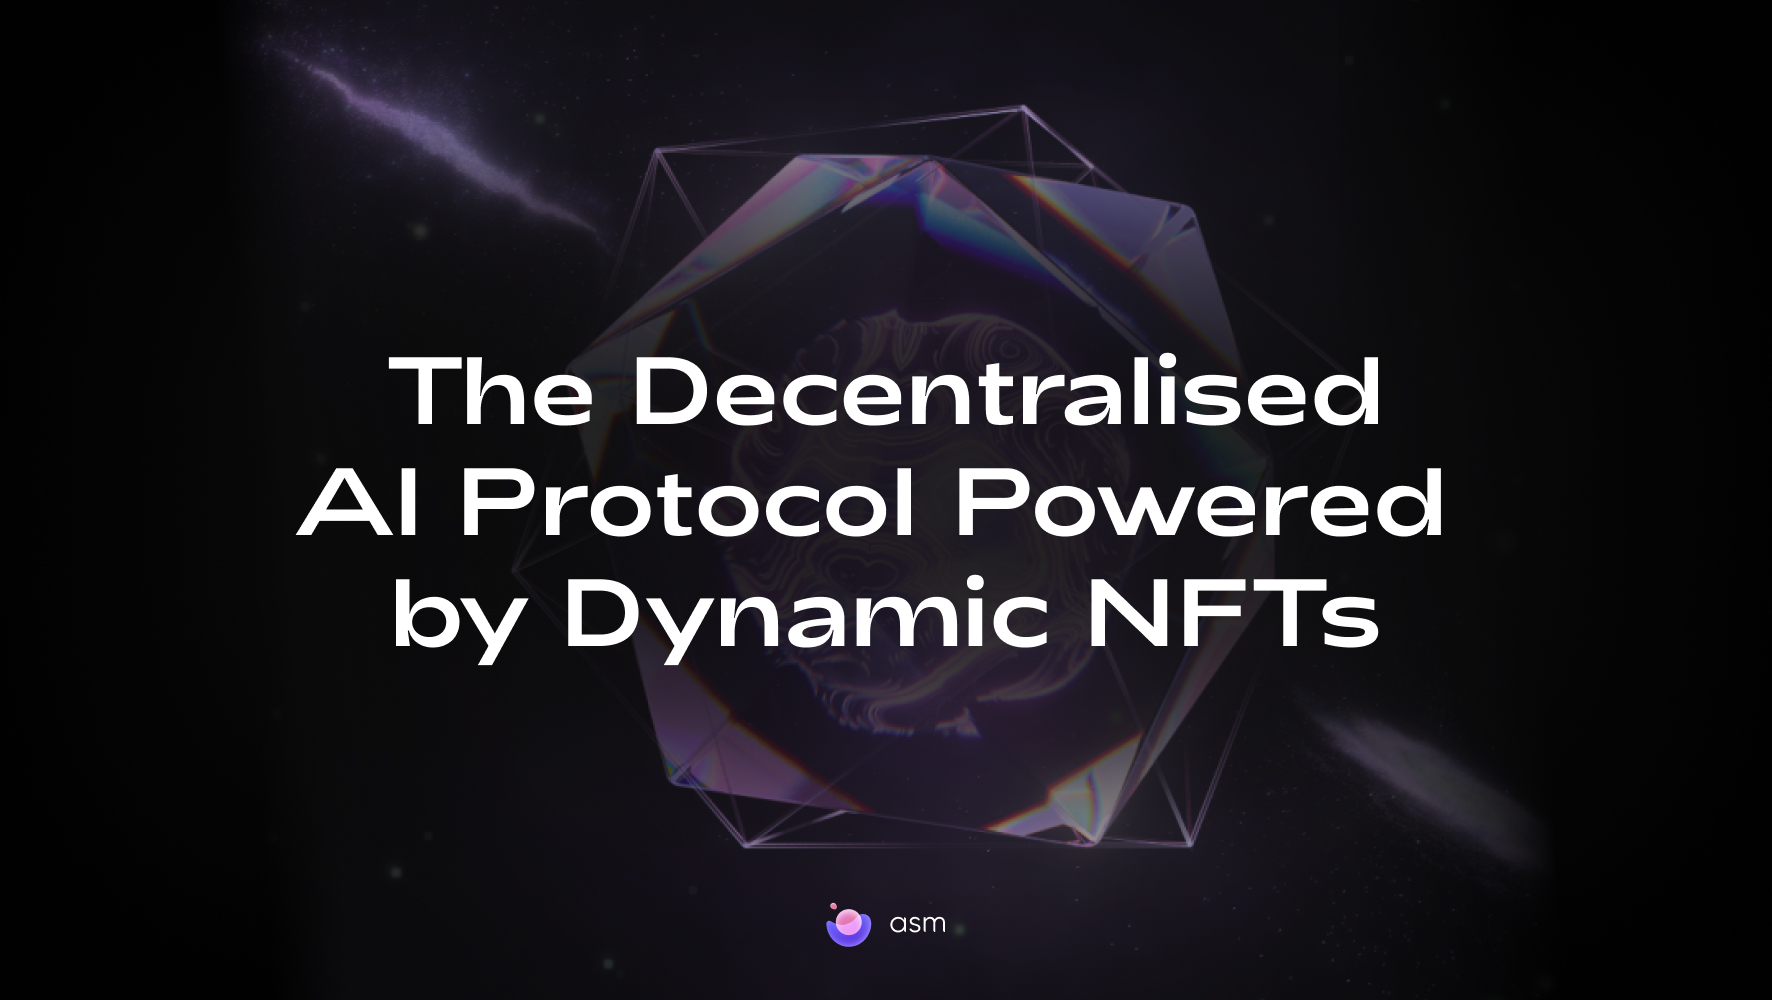 The Decentralised
AI Protocol Powered
by Dynamic NFTs
asm